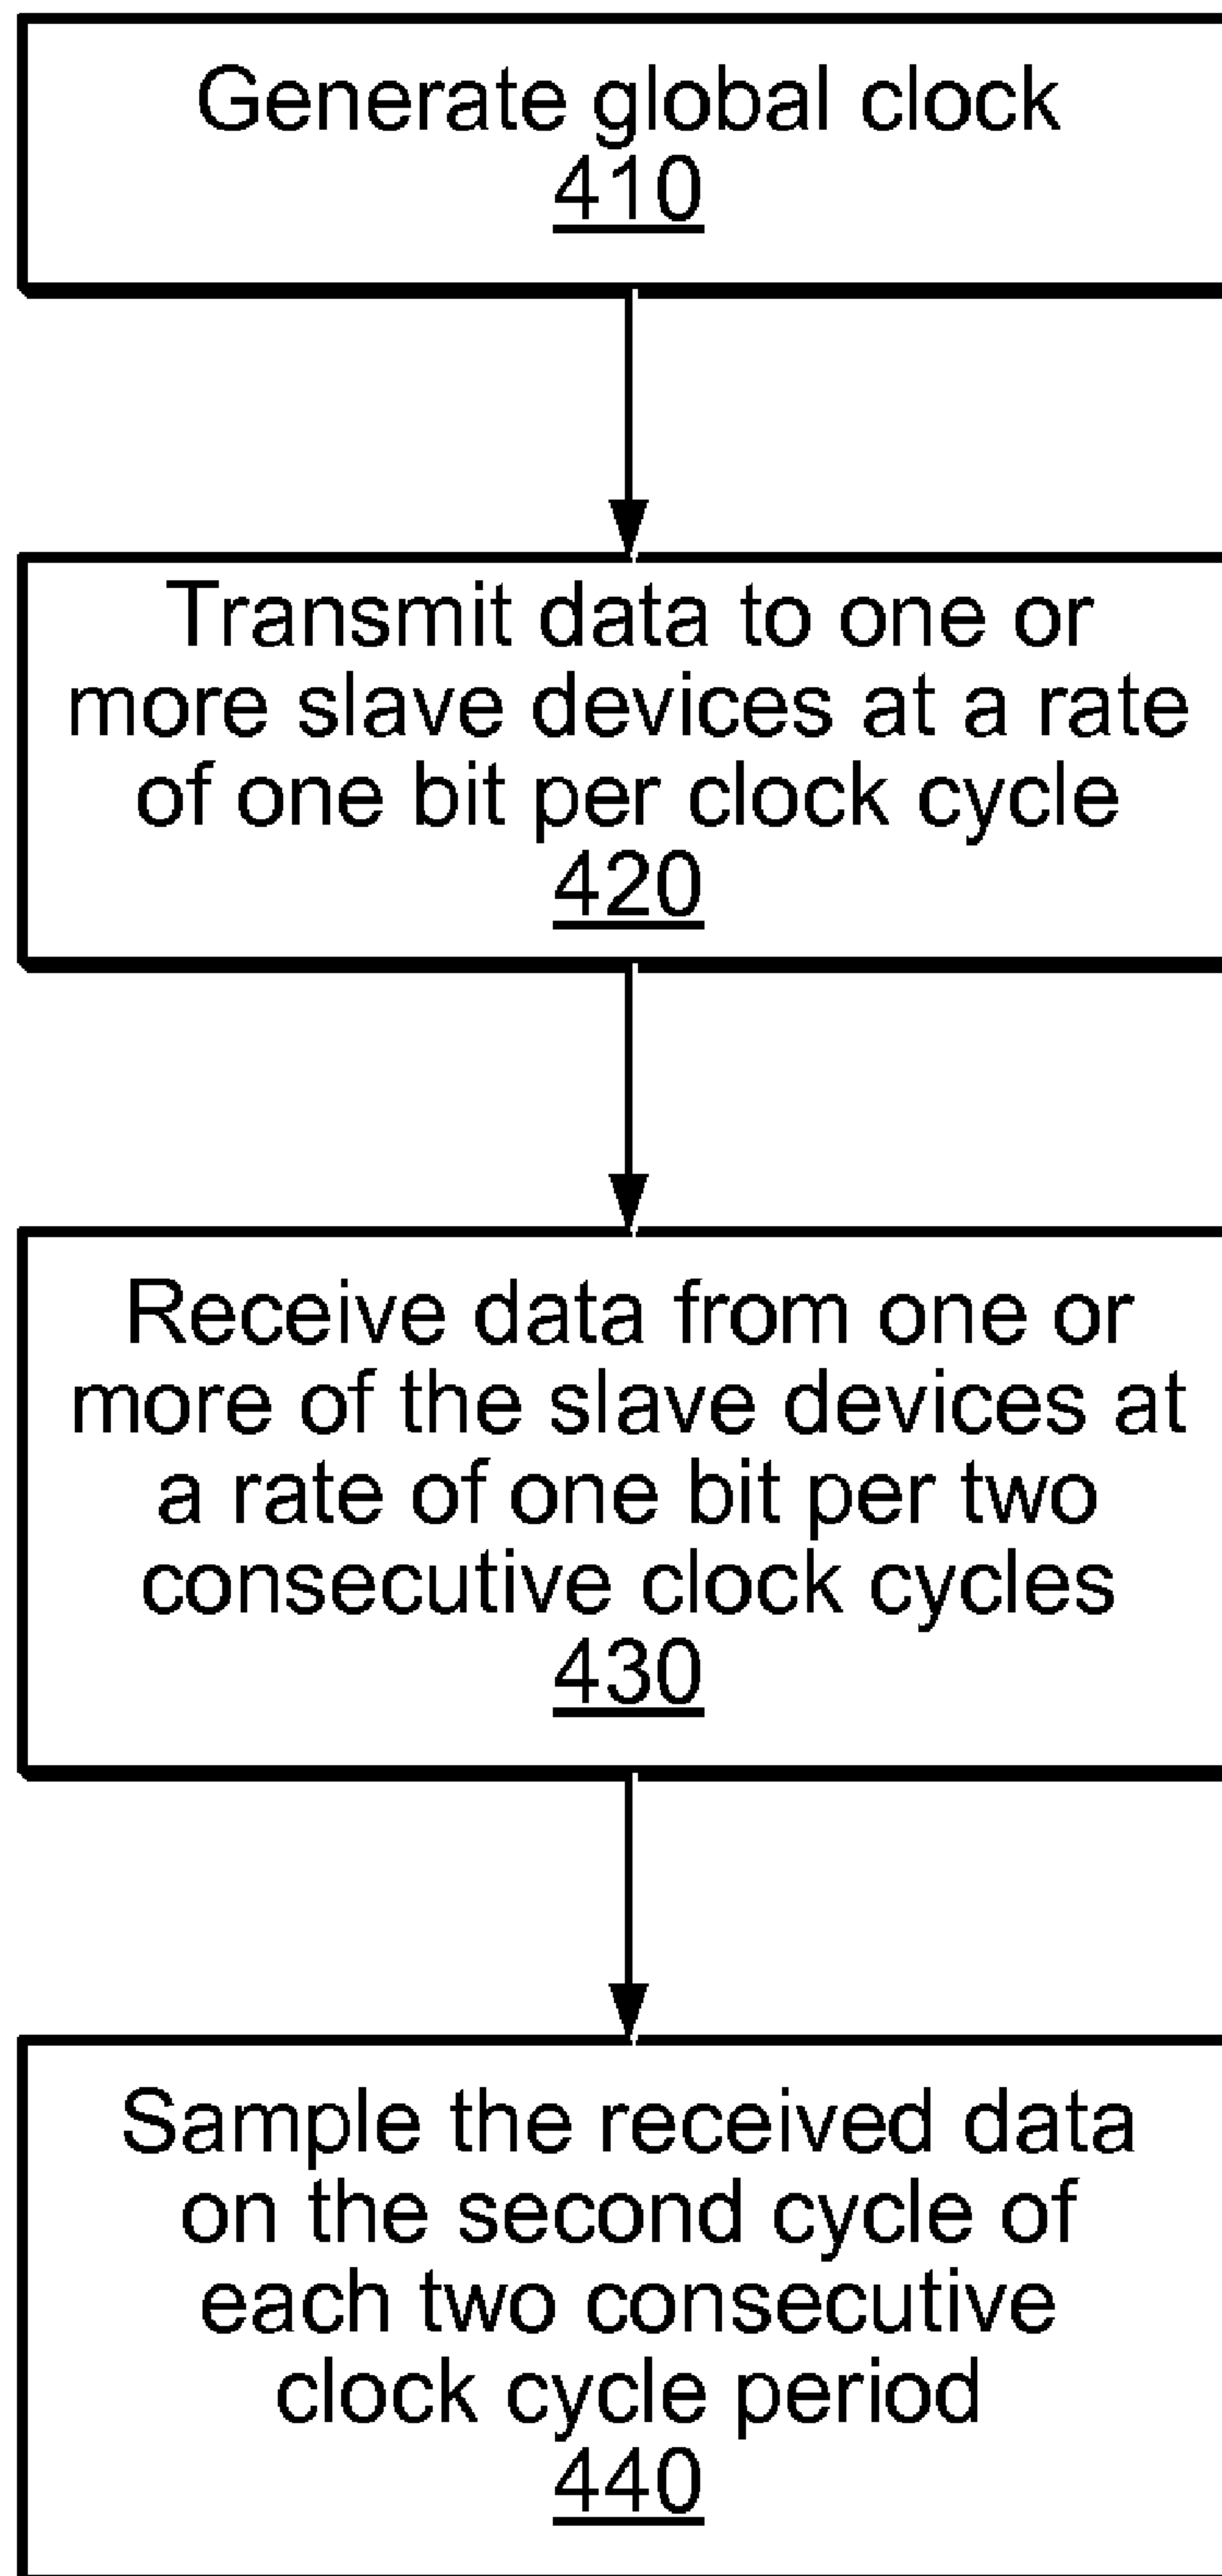 Generate global clock
410
Transmit data to one or
more slave devices at a rate
of one bit per clock cycle
420
Receive data from one or
more of the slave devices at
a rate of one bit per two
consecutive clock cycles
430
Sample the received data
on the second cycle of
each two consecutive
clock cycle period
440